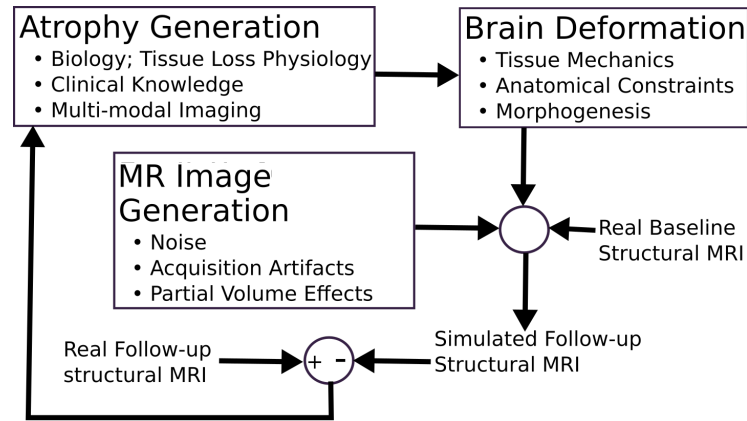 Atrophy Generation
• Biology; Tissue Loss Physiology
• Clinical Knowledge
• Multi-modal Imaging
Brain Deformation
• Tissue Mechanics
• Anatomical Constraints
• Morphogenesis
MR Image
Generation
• Noise
• Acquisition Artifacts
• Partial Volume Effects
Real Baseline
Structural MRI
Simulated Follow-up
Structural MRI
Real Follow-up
structural MRI
+ -